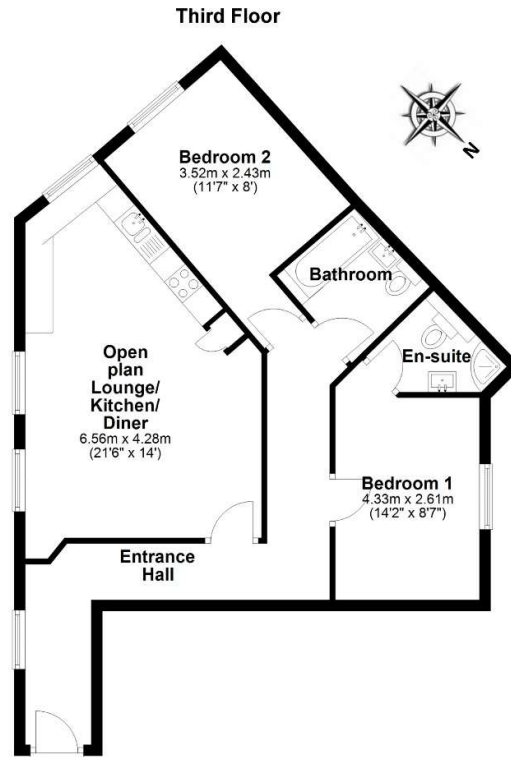 Third Floor
N
Bedroom 2
3.52m x 2.43m
(11'7" x 8')
Bathroom
En-suite
Open
plan
Lounge/
Kitchen/
Diner
6.56m x 4.28m
(21'6" x 14')
Bedroom 1
4.33m x 2.61m
(14'2" x 8'7")
Entrance
Hall